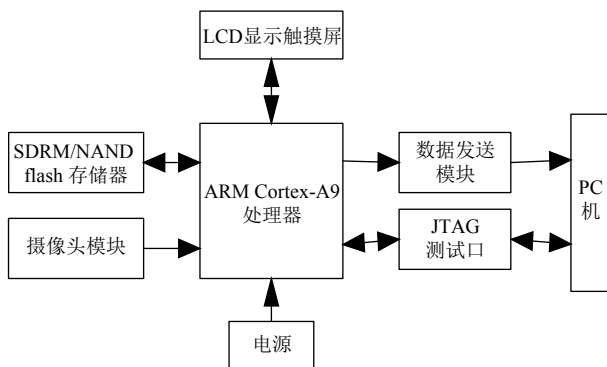 LCD显示触摸屏
SDRM/NAND
flash 存储器
ARM Cortex-A9
处理器
数据发送
模块
PC
机
摄像头模块
JTAG
测试口
电源